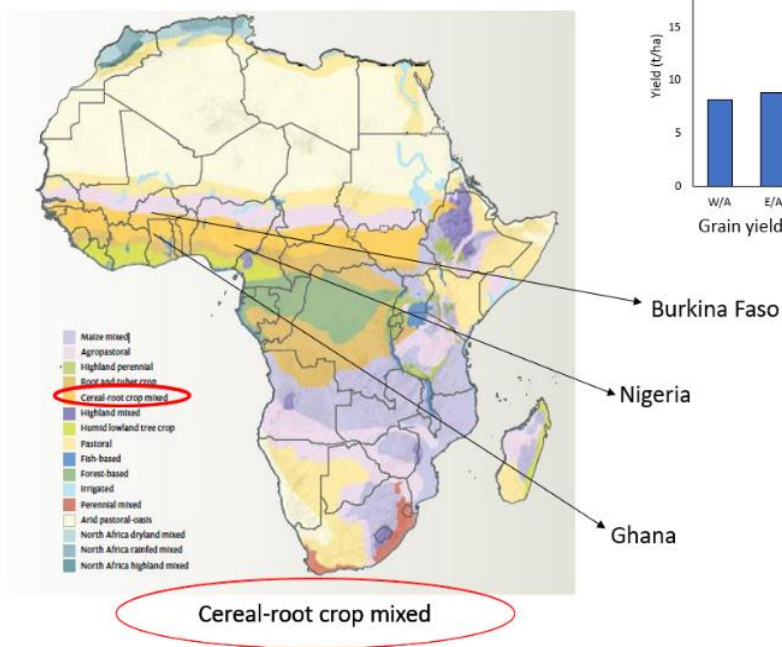 Maize mixed
Agropastoral
Highland perennial
Root and tuber crop
Cereal-root crop mixed
Highland mixed
Humid lowland tree crop
Pastoral
Fish-based
Forest-based
Irrigated
Perennial mixed
Arid pastoral-oasis
North Africa dryland mixed
North Africa rainfed mixed
North Africa highland mixed
Cereal-root crop mixed
Yield (t/ha)
15
10
5
0
W/A
E/A
Grain yield
Burkina Faso
Nigeria
Ghana